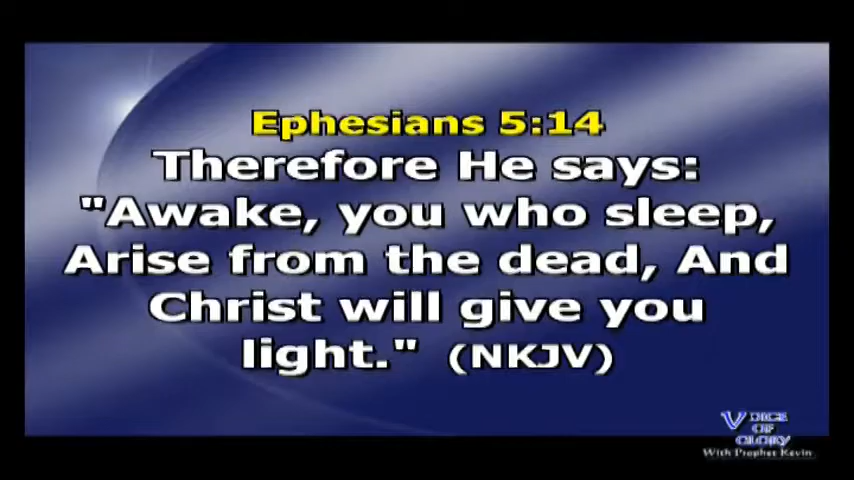 Ephesians 5:14
Therefore He says:
"Awake, you who sleep,
Arise from the dead, And
Christ will give you
light." (NKJV)
VOICE
OF
GLORY
With Prophet Kevin